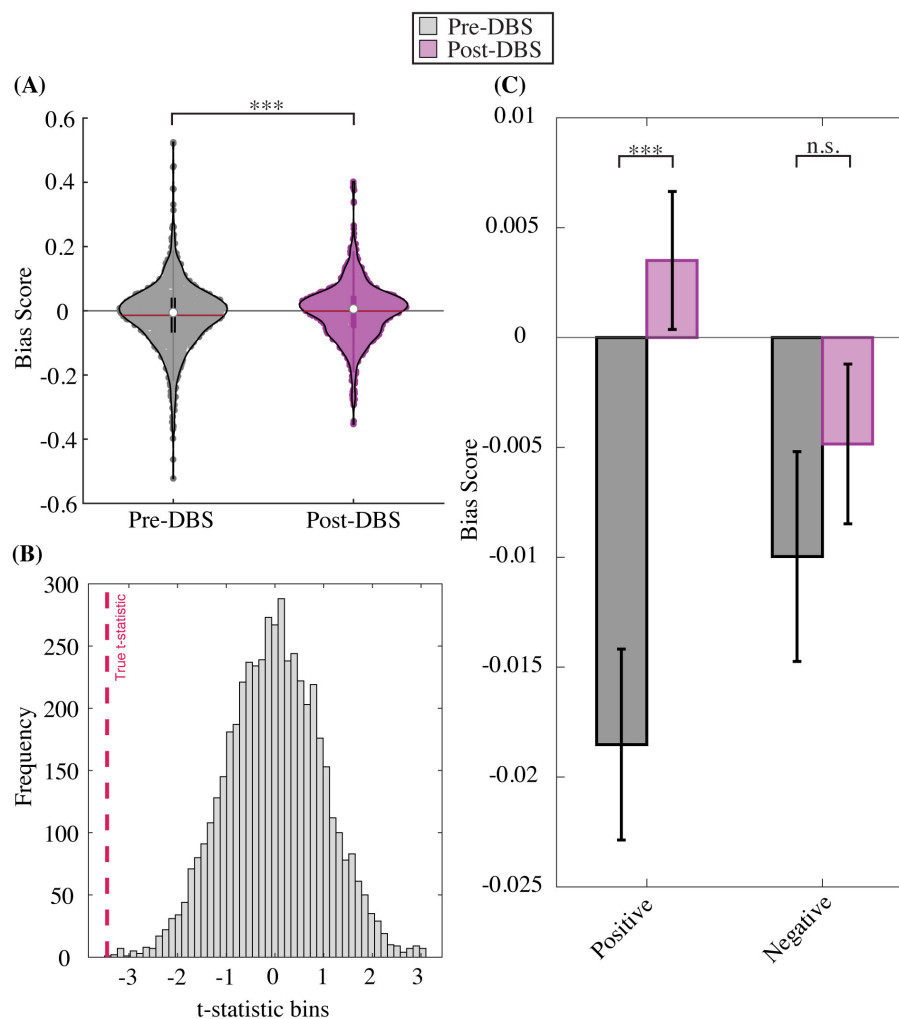 Pre-DBS
Post-DBS
(A)
***
0.6
0.4
0.2
0
-0.2
-0.4
-0.6
Bias Score
Pre-DBS
Post-DBS
(B)
300
250
200
150
100
50
0
Frequency
True t-statistic
-3
-2
-1
0
1
2
3
t-statistic bins
(C)
0.01
0.005
0
-0.005
-0.01
-0.015
-0.02
-0.025
Bias Score
***
n.s.
Positive
Negative